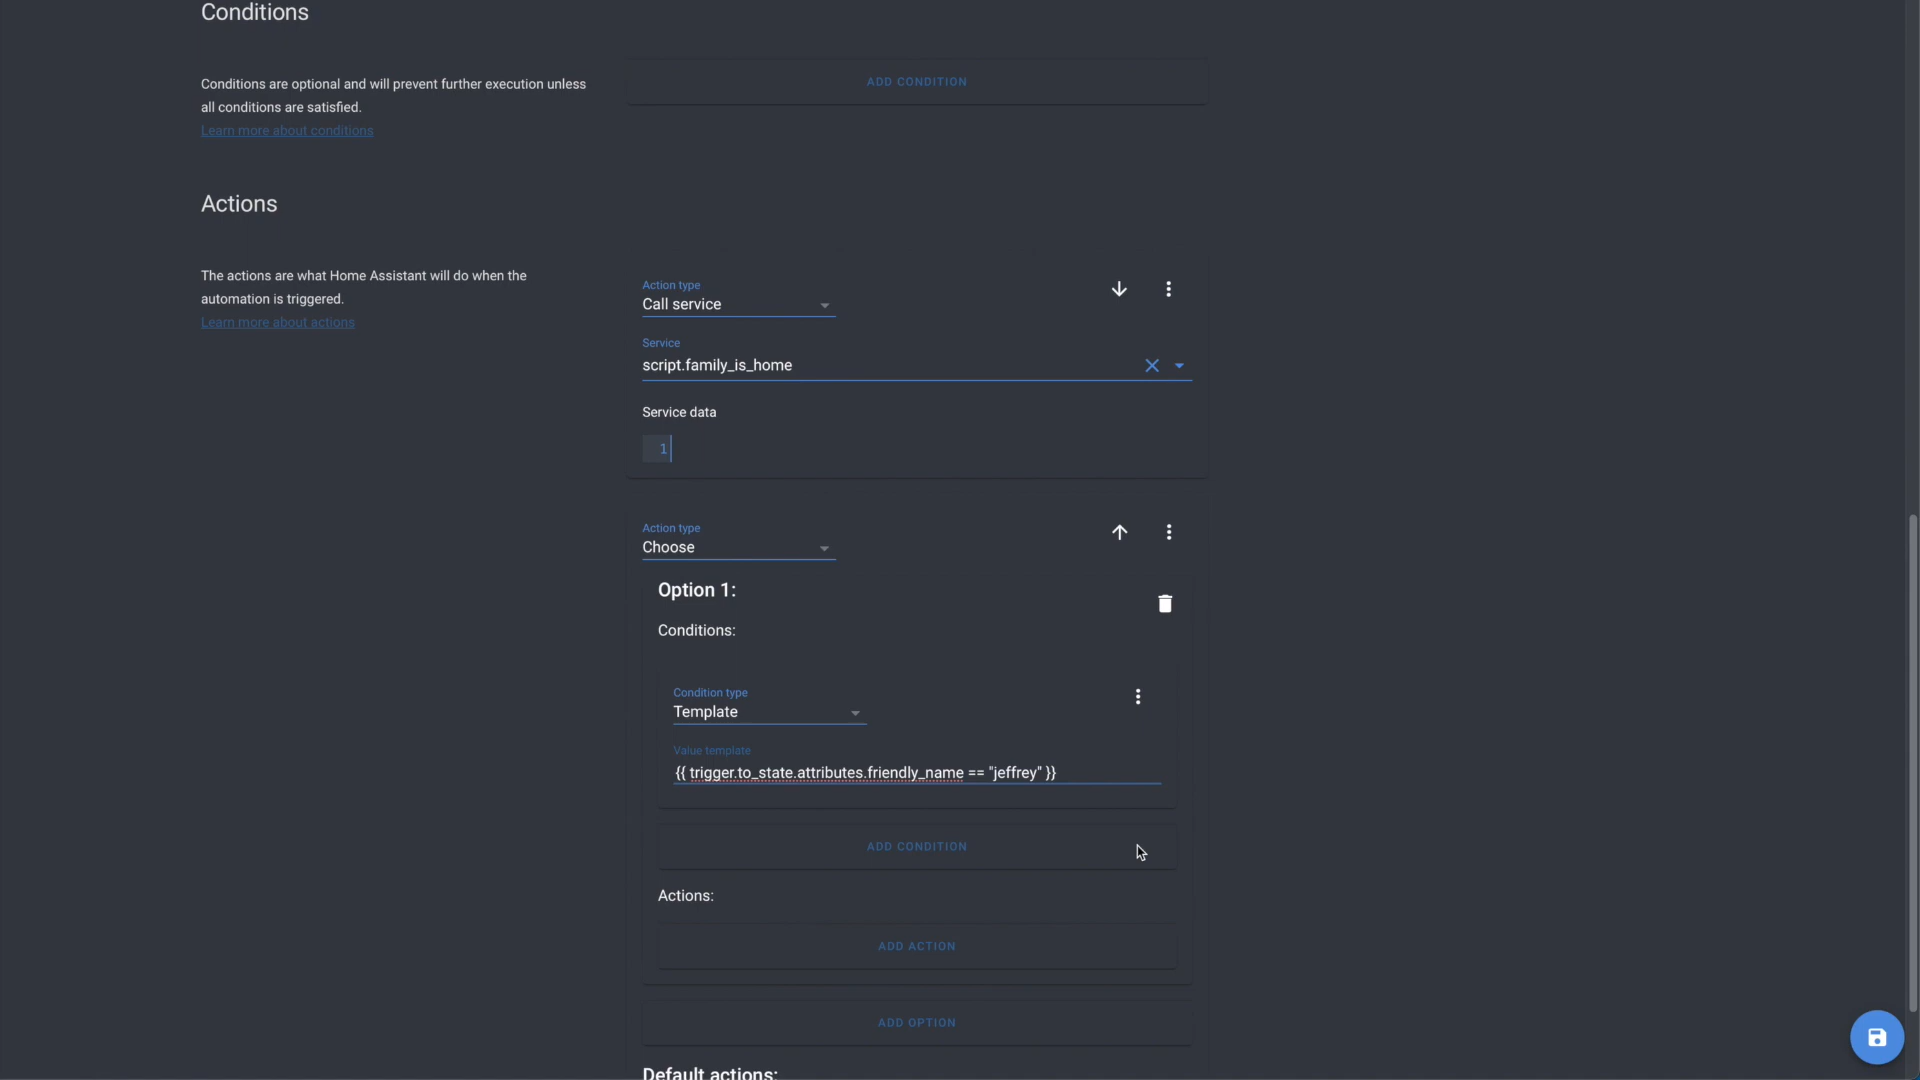 Conditions
Conditions are optional and will prevent further execution unless
all conditions are satisfied.
Learn more about conditions
ADD CONDITION
Actions
The actions are what Home Assistant will do when the
automation is triggered.
Learn more about actions
Action type
Call service
Service
script.family_is_home
Service data
1
Action type
Choose
Option 1:
Conditions:
Condition type
Template
Value template
{{ trigger.to_state.attributes.friendly_name == "jeffrey" }}
ADD CONDITION
Actions:
ADD ACTION
ADD OPTION
Default actions: